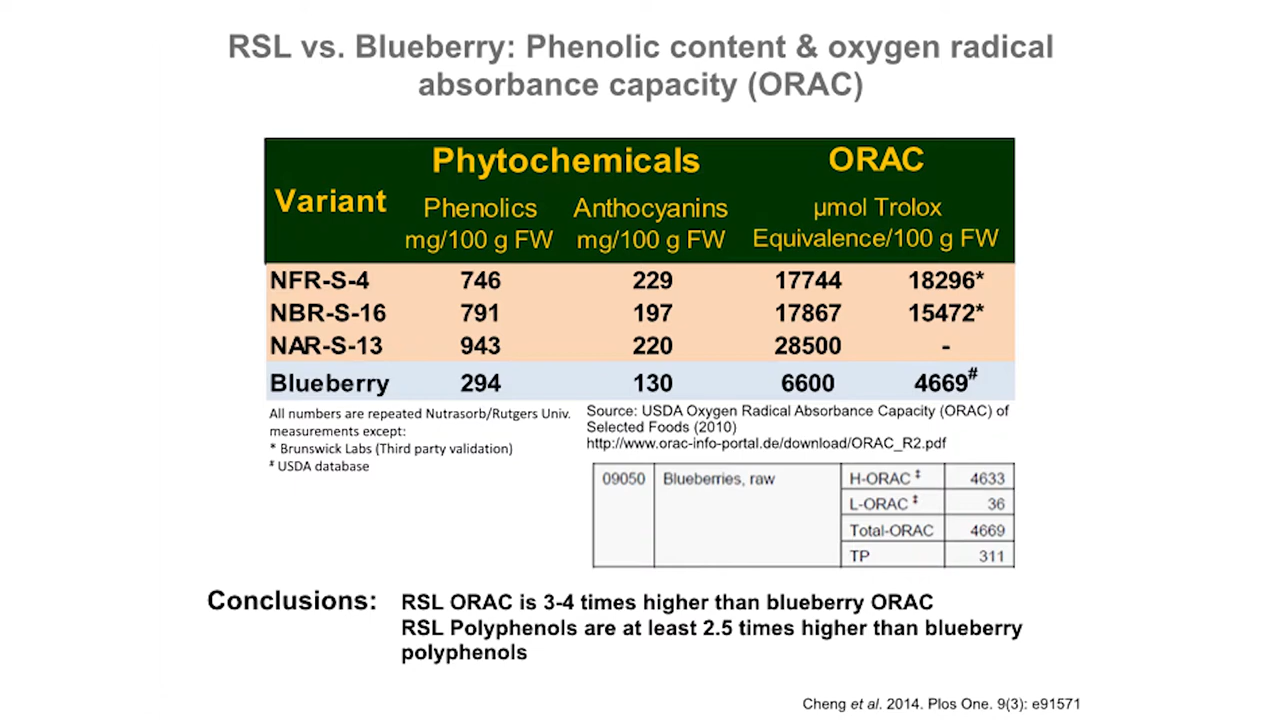 RSL vs. Blueberry: Phenolic content & oxygen radical
absorbance capacity (ORAC)
Variant Phytochemicals ORAC
Phenolics Anthocyanins µmol Trolox
mg/100 g FW mg/100 g FW Equivalence/100 g FW
NFR-S-4 746 229 17744 18296*
NBR-S-16 791 197 17867 15472*
NAR-S-13 943 220 28500 -
Blueberry 294 130 6600 4669#
All numbers are repeated Nutrasorb/Rutgers Univ.
measurements except:
* Brunswick Labs (Third party validation)
# USDA database
Source: USDA Oxygen Radical Absorbance Capacity (ORAC) of
Selected Foods (2010)
http://www.orac-info-portal.de/download/ORAC_R2.pdf
09050 Blueberries, raw H-ORAC ‡ 4633
L-ORAC ‡ 36
Total-ORAC 4669
TP 311
Conclusions: RSL ORAC is 3-4 times higher than blueberry ORAC
RSL Polyphenols are at least 2.5 times higher than blueberry
polyphenols
Cheng et al. 2014. Plos One. 9(3): e91571